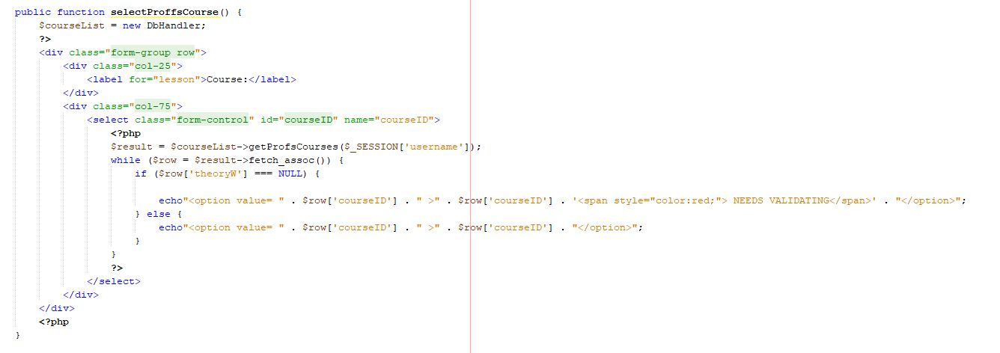 public function selectProffsCourse() {
$courseList = new DbHandler;
?>
<div class="form-group row">
<div class="col-25">
<label for="lesson">Course:</label>
</div>
<div class="col-75">
<select class="form-control" id="courseID" name="courseID">
<?php
$result = $courseList->getProfsCourses($_SESSION['username']);
while ($row = $result->fetch_assoc()) {
if ($row['theoryW'] === NULL) {
echo"<option value= " . $row['courseID'] . " >" . $row['courseID'] . '<span style="color:red;"> NEEDS VALIDATING</span>' . "</option>";
} else {
echo"<option value= " . $row['courseID'] . " >" . $row['courseID'] . "</option>";
}
}
?>
</select>
</div>
</div>
<?php
}